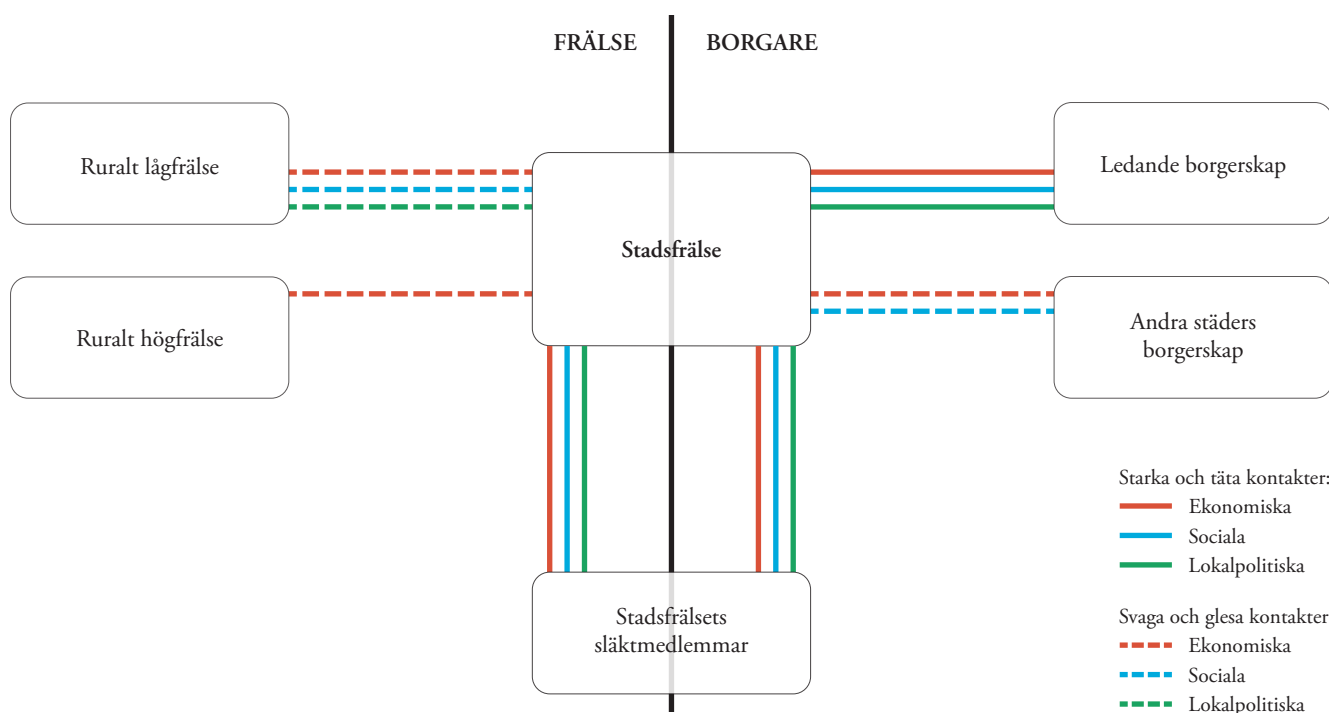 FRÄLSE
BORGARE
Ruralt lågfrälse
Ledande borgerskap
Stadsfrälse
Ruralt högfrälse
Andra städers
borgerskap
Stadsfrälsets
släktmedlemmar
Starka och täta kontakter:
Ekonomiska
Sociala
Lokalpolitiska
Svaga och glesa kontakter
Ekonomiska
Sociala
Lokalpolitiska